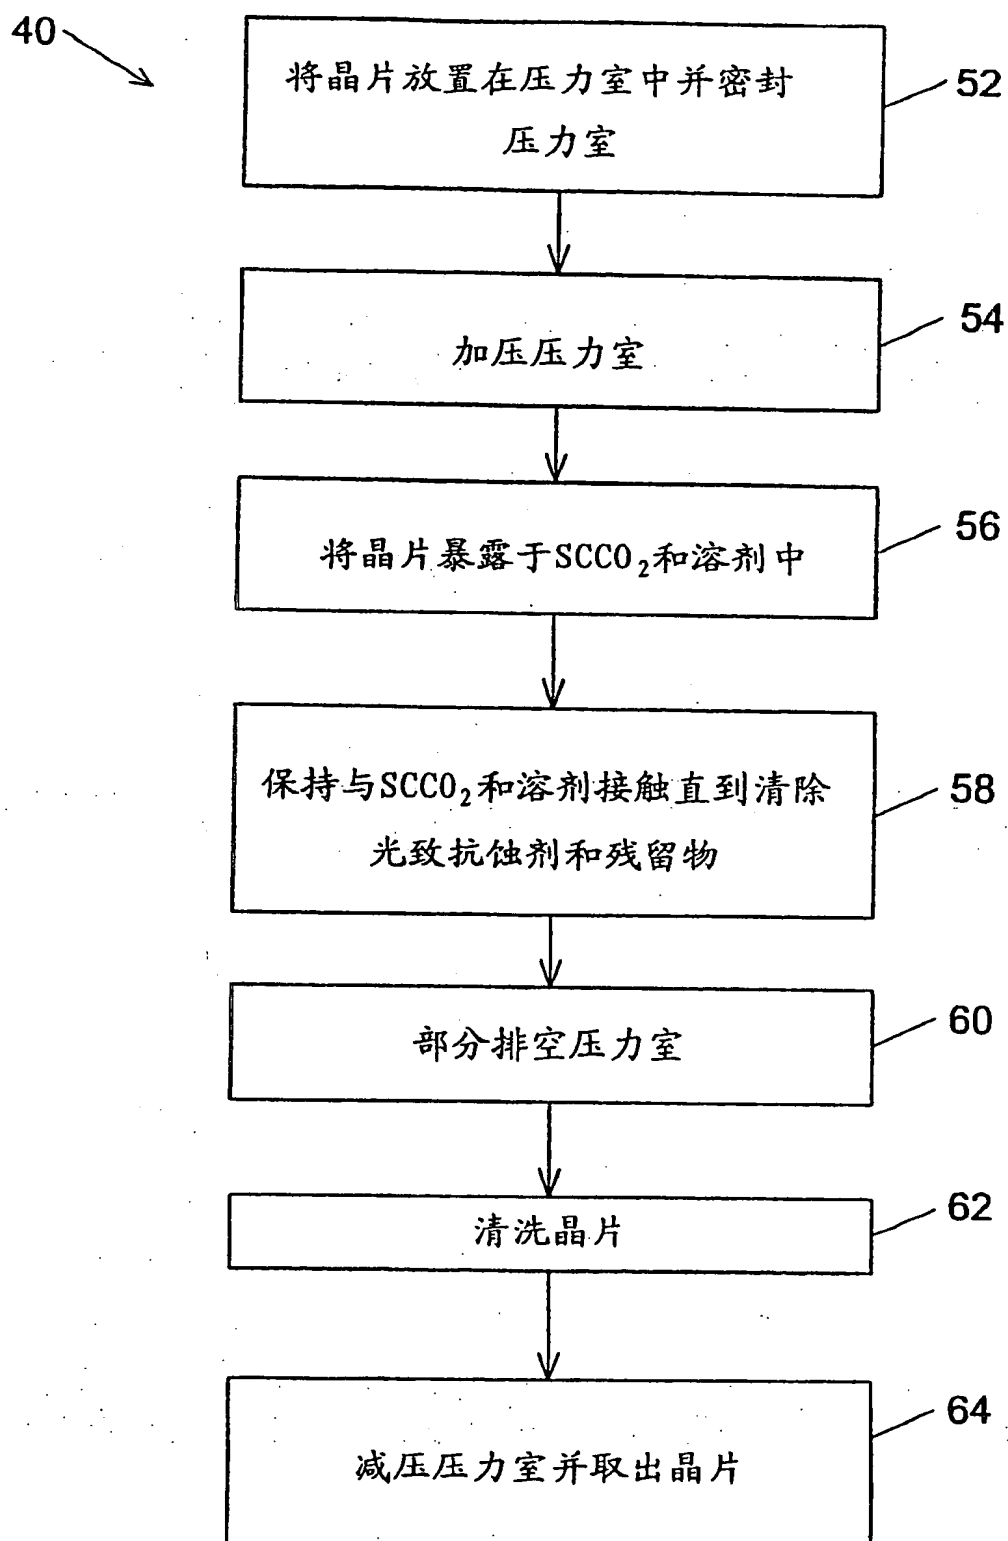 40
将晶片放置在压力室中并密封
压力室
52
加压压力室
54
将晶片暴露于SCCO₂和溶剂中
56
保持与SCCO₂和溶剂接触直到清除
光致抗蚀剂和残留物
58
部分排空压力室
60
清洗晶片
62
减压压力室并取出晶片
64